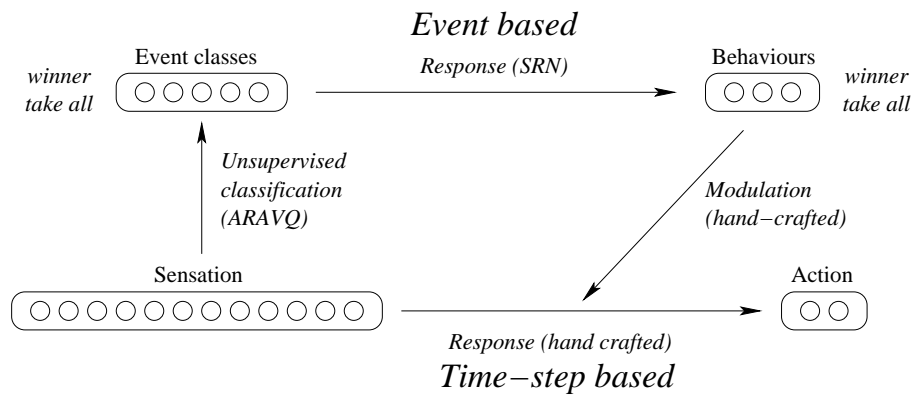 Event based
Event classes
Response (SRN)
Behaviours
winner
take all
winner
take all
Unsupervised
classification
(ARAVQ)
Modulation
(hand−crafted)
Sensation
Action
Response (hand crafted)
Time−step based